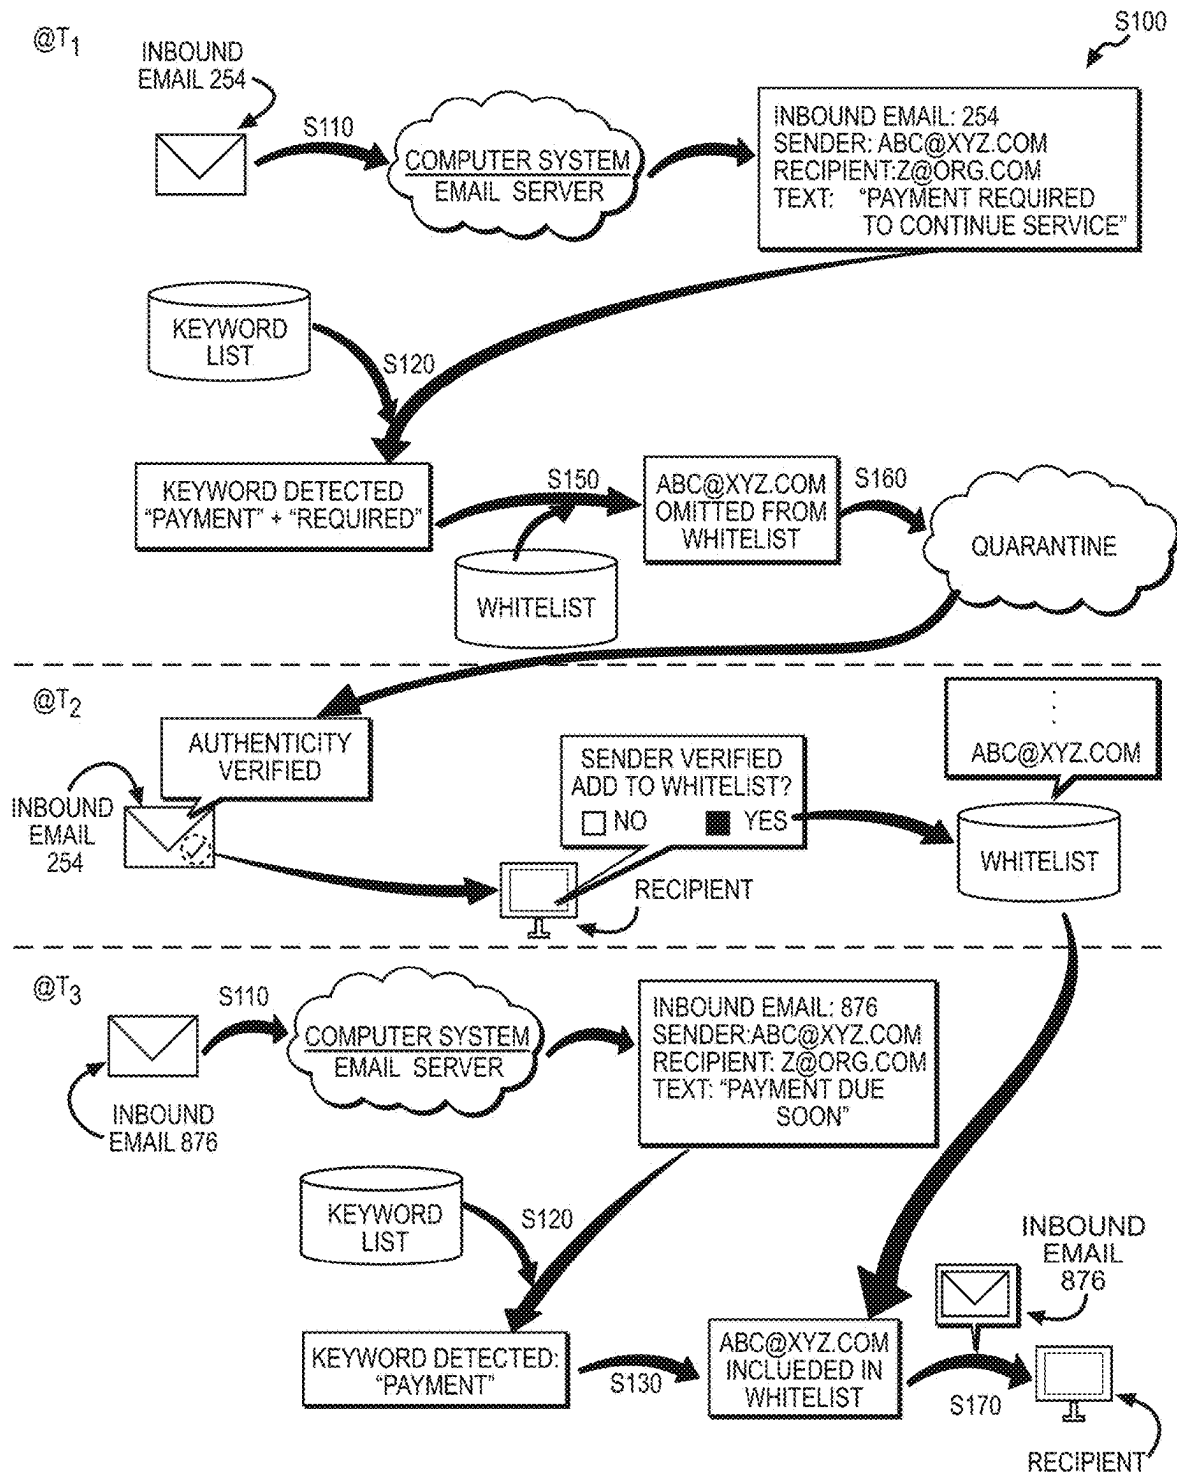 @T1
S100
INBOUND
EMAIL 254
S110
COMPUTER SYSTEM
EMAIL SERVER
INBOUND EMAIL: 254
SENDER: ABC@XYZ.COM
RECIPIENT:Z@ORG.COM
TEXT: "PAYMENT REQUIRED
TO CONTINUE SERVICE"
KEYWORD
LIST
S120
KEYWORD DETECTED
"PAYMENT" + "REQUIRED"
S150
WHITELIST
ABC@XYZ.COM
OMITTED FROM
WHITELIST
S160
QUARANTINE
@T2
AUTHENTICITY
VERIFIED
INBOUND
EMAIL
254
SENDER VERIFIED
ADD TO WHITELIST?
NO YES
RECIPIENT
ABC@XYZ.COM
WHITELIST
@T3
S110
INBOUND
EMAIL 876
COMPUTER SYSTEM
EMAIL SERVER
INBOUND EMAIL: 876
SENDER:ABC@XYZ.COM
RECIPIENT: Z@ORG.COM
TEXT: "PAYMENT DUE
SOON"
KEYWORD
LIST
S120
KEYWORD DETECTED:
"PAYMENT"
S130
ABC@XYZ.COM
INCLUEDED IN
WHITELIST
S170
INBOUND
EMAIL
876
RECIPIENT